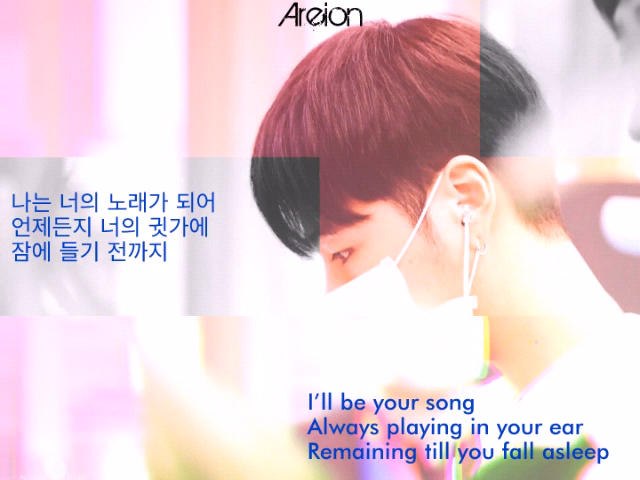 Areion
나는 너의 노래가 되어
언제든지 너의 귓가에
잠에 들기 전까지
I'll be your song
Always playing in your ear
Remaining till you fall asleep